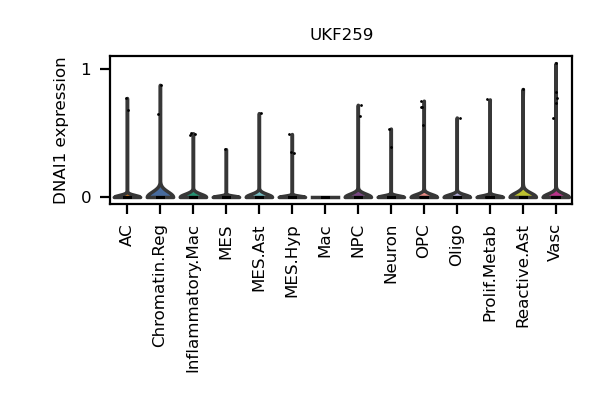 UKF259
DNAI1 expression
1
0
AC
Chromatin.Reg
Inflammatory.Mac
MES
MES.Ast
MES.Hyp
Mac
NPC
Neuron
OPC
Oligo
Prolif.Metab
Reactive.Ast
Vasc